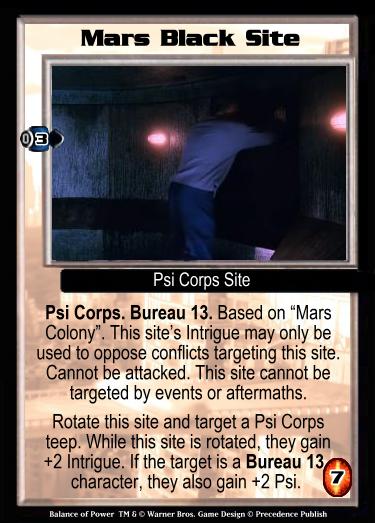 Mars Black Site
3
Psi Corps Site
Psi Corps. Bureau 13. Based on “Mars
Colony”. This site’s Intrigue may only be
used to oppose conflicts targeting this site.
Cannot be attacked. This site cannot be
targeted by events or aftermaths.
Rotate this site and target a Psi Corps
teep. While this site is rotated, they gain
+2 Intrigue. If the target is a Bureau 13
character, they also gain +2 Psi.
7
Balance of Power TM & © Warner Bros. Game Design © Precedence Publish